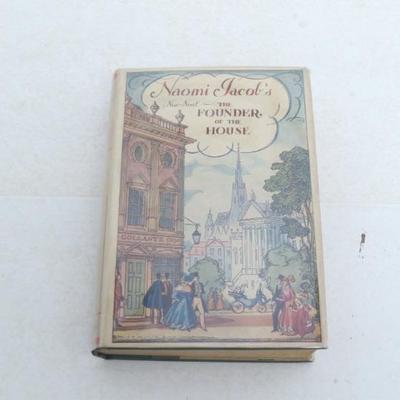 Naomi Jacob's
New Novel — THE
FOUNDER
OF THE
HOUSE